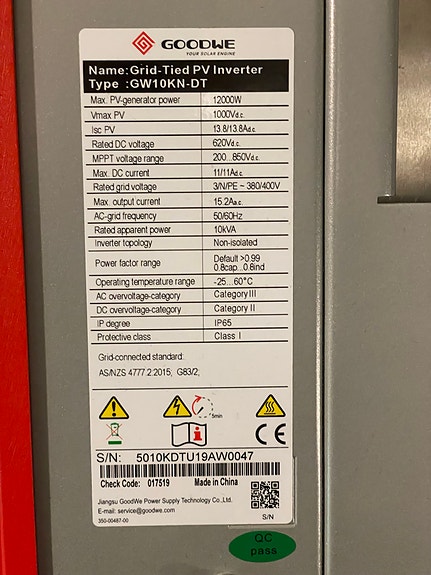 GOODWE
YOUR SOLAR ENGINE
Name:Grid-Tied PV Inverter
Type :GW10KN-DT
Max. PV-generator power 12000W
Vmax PV 1000Vd.c.
Isc PV 13.8/13.8Ad.c.
Rated DC voltage 620Vd.c.
MPPT voltage range 200...850Vd.c.
Max. DC current 11/11Ad.c.
Rated grid voltage 3/N/PE ~ 380/400V
Max. output current 15.2Aa.c.
AC-grid frequency 50/60Hz
Rated apparent power 10kVA
Inverter topology Non-isolated
Power factor range Default >0.99
0.8cap...0.8ind
Operating temperature range -25...60°C
AC overvoltage-category Category III
DC overvoltage-category Category II
IP degree IP65
Protective class Class I
Grid-connected standard:
AS/NZS 4777.2:2015; G83/2;
5min
CE
S/N: 5010KDTU19AW0047
Check Code: 017519 Made in China
Jiangsu GoodWe Power Supply Technology Co.,Ltd.
E-mail: service@goodwe.com
350-00487-00
S/N
QC
pass